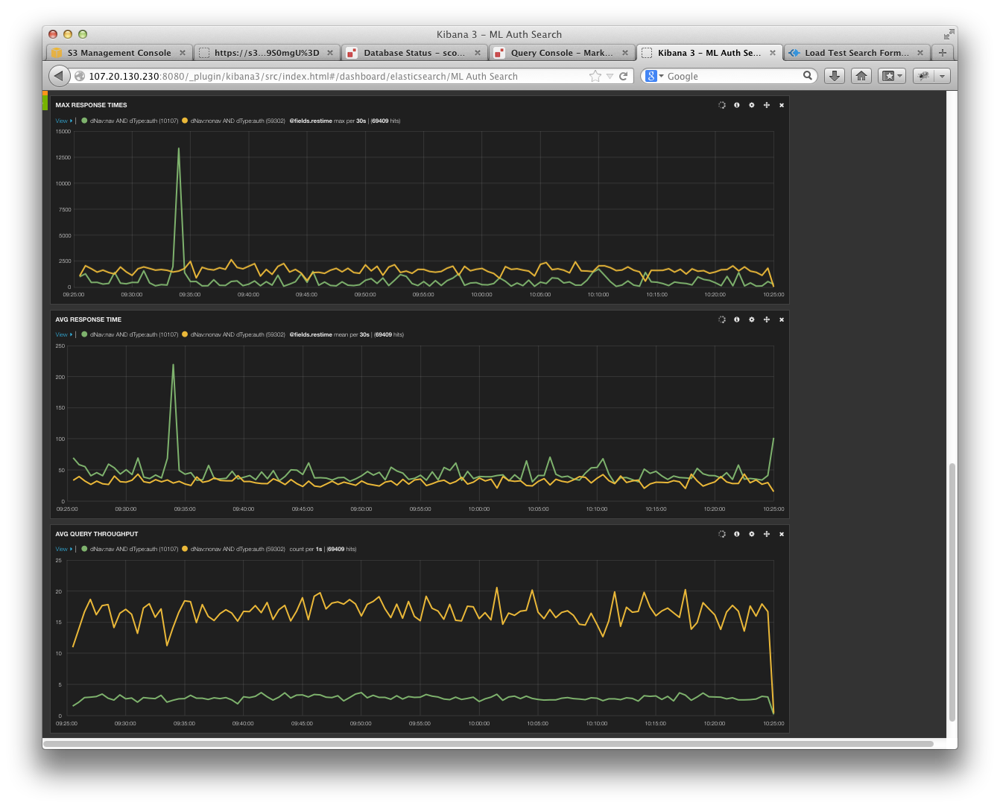 Kibana 3 – ML Auth Search
S3 Management Console
https://s3...9S0mgU%3D
Database Status – sco...
Query Console – Mark...
Kibana 3 – ML Auth Se...
Load Test Search Form...
107.20.130.230:8080/_plugin/kibana3/src/index.html#/dashboard/elasticsearch/ML Auth Search
Google
MAX RESPONSE TIMES
View | dNav:nav AND dType:auth (10107) dNav:nonav AND dType:auth (59302) @fields.restime max per 30s | (69409 hits)
15000
12500
10000
7500
5000
2500
0
09:25:00 09:30:00 09:35:00 09:40:00 09:45:00 09:50:00 09:55:00 10:00:00 10:05:00 10:10:00 10:15:00 10:20:00 10:25:00
AVG RESPONSE TIME
View | dNav:nav AND dType:auth (10107) dNav:nonav AND dType:auth (59302) @fields.restime mean per 30s | (69409 hits)
250
200
150
100
50
0
09:25:00 09:30:00 09:35:00 09:40:00 09:45:00 09:50:00 09:55:00 10:00:00 10:05:00 10:10:00 10:15:00 10:20:00 10:25:00
AVG QUERY THROUGHPUT
View | dNav:nav AND dType:auth (10107) dNav:nonav AND dType:auth (59302) count per 1s | (69409 hits)
25
20
15
10
5
0
09:25:00 09:30:00 09:35:00 09:40:00 09:45:00 09:50:00 09:55:00 10:00:00 10:05:00 10:10:00 10:15:00 10:20:00 10:25:00